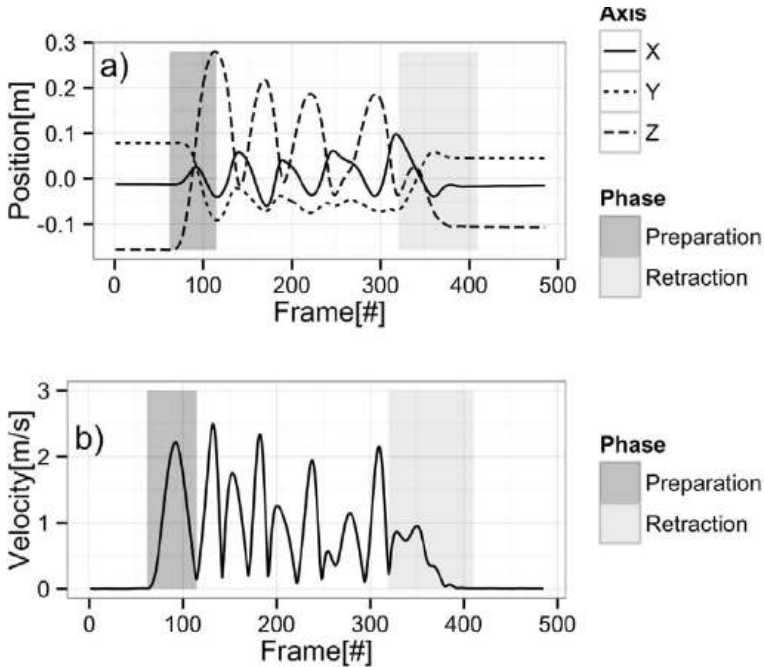 Axis
X
Y
Z
Phase
Preparation
Retraction
a)
Position[m]
0.3
0.2
0.1
0.0
-0.1
0 100 200 300 400 500
Frame[#]
b)
Velocity[m/s]
3
2
1
0
0 100 200 300 400 500
Frame[#]
Phase
Preparation
Retraction